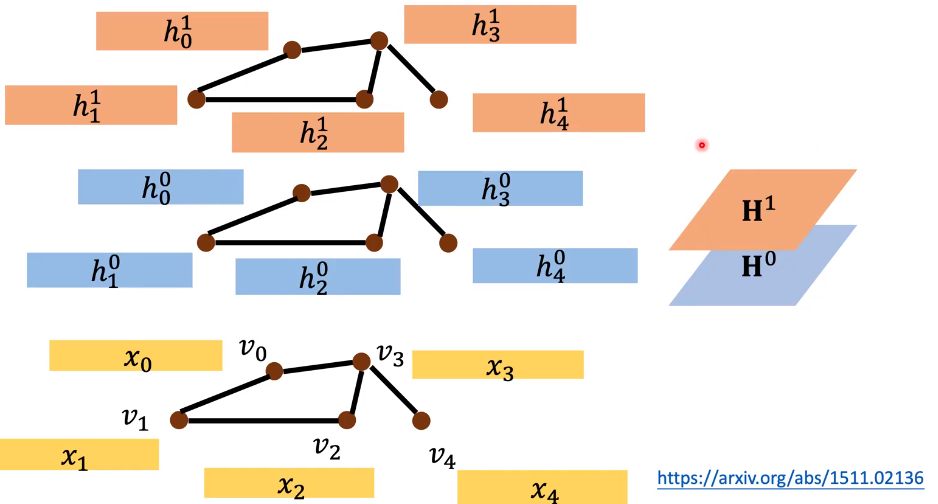 h_0^1
h_3^1
h_1^1
h_2^1
h_4^1
h_0^0
h_3^0
h_1^0
h_2^0
h_4^0
H^1
H^0
x_0
v_0
v_3
x_3
v_1
v_2
v_4
x_1
x_2
x_4
https://arxiv.org/abs/1511.02136